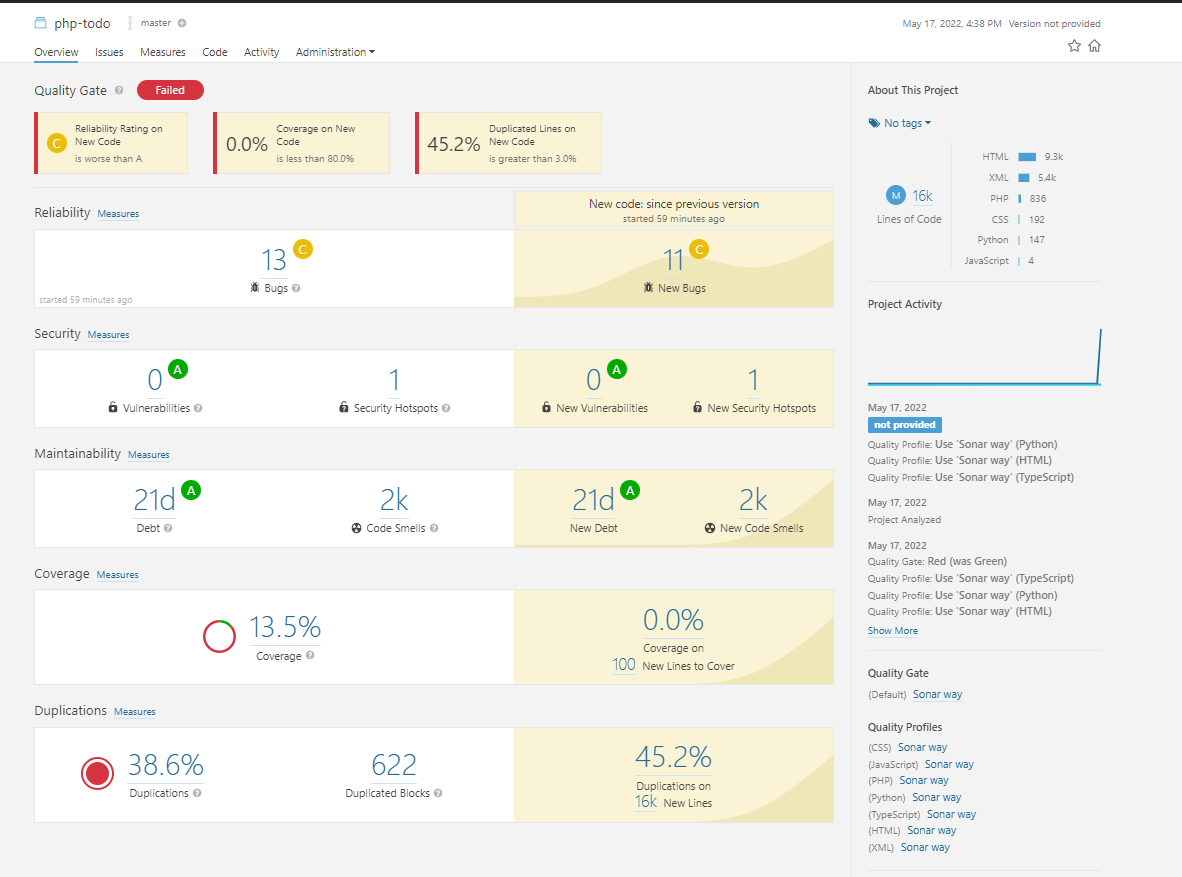 php-todo master
May 17, 2022, 4:38 PM Version not provided
Overview Issues Measures Code Activity Administration
Quality Gate ? Failed
C Reliability Rating on New Code
is worse than A
0.0% Coverage on New Code
is less than 80.0%
45.2% Duplicated Lines on New Code
is greater than 3.0%
Reliability Measures
New code: since previous version
started 59 minutes ago
13 C
Bugs ?
started 59 minutes ago
11 C
New Bugs
Security Measures
0 A
Vulnerabilities ?
1
Security Hotspots ?
0 A
New Vulnerabilities
1
New Security Hotspots
Maintainability Measures
21d A
Debt ?
2k
Code Smells ?
21d A
New Debt
2k
New Code Smells
Coverage Measures
13.5%
Coverage ?
0.0%
Coverage on
100 New Lines to Cover
Duplications Measures
38.6%
Duplications ?
622
Duplicated Blocks ?
45.2%
Duplications on
16k New Lines
About This Project
No tags
M 16k
Lines of Code
HTML 9.3k
XML 5.4k
PHP 836
CSS 192
Python 147
JavaScript 4
Project Activity
May 17, 2022
not provided
Quality Profile: Use 'Sonar way' (Python)
Quality Profile: Use 'Sonar way' (HTML)
Quality Profile: Use 'Sonar way' (TypeScript)
May 17, 2022
Project Analyzed
May 17, 2022
Quality Gate: Red (was Green)
Quality Profile: Use 'Sonar way' (TypeScript)
Quality Profile: Use 'Sonar way' (Python)
Quality Profile: Use 'Sonar way' (HTML)
Show More
Quality Gate
(Default) Sonar way
Quality Profiles
(CSS) Sonar way
(JavaScript) Sonar way
(PHP) Sonar way
(Python) Sonar way
(TypeScript) Sonar way
(HTML) Sonar way
(XML) Sonar way